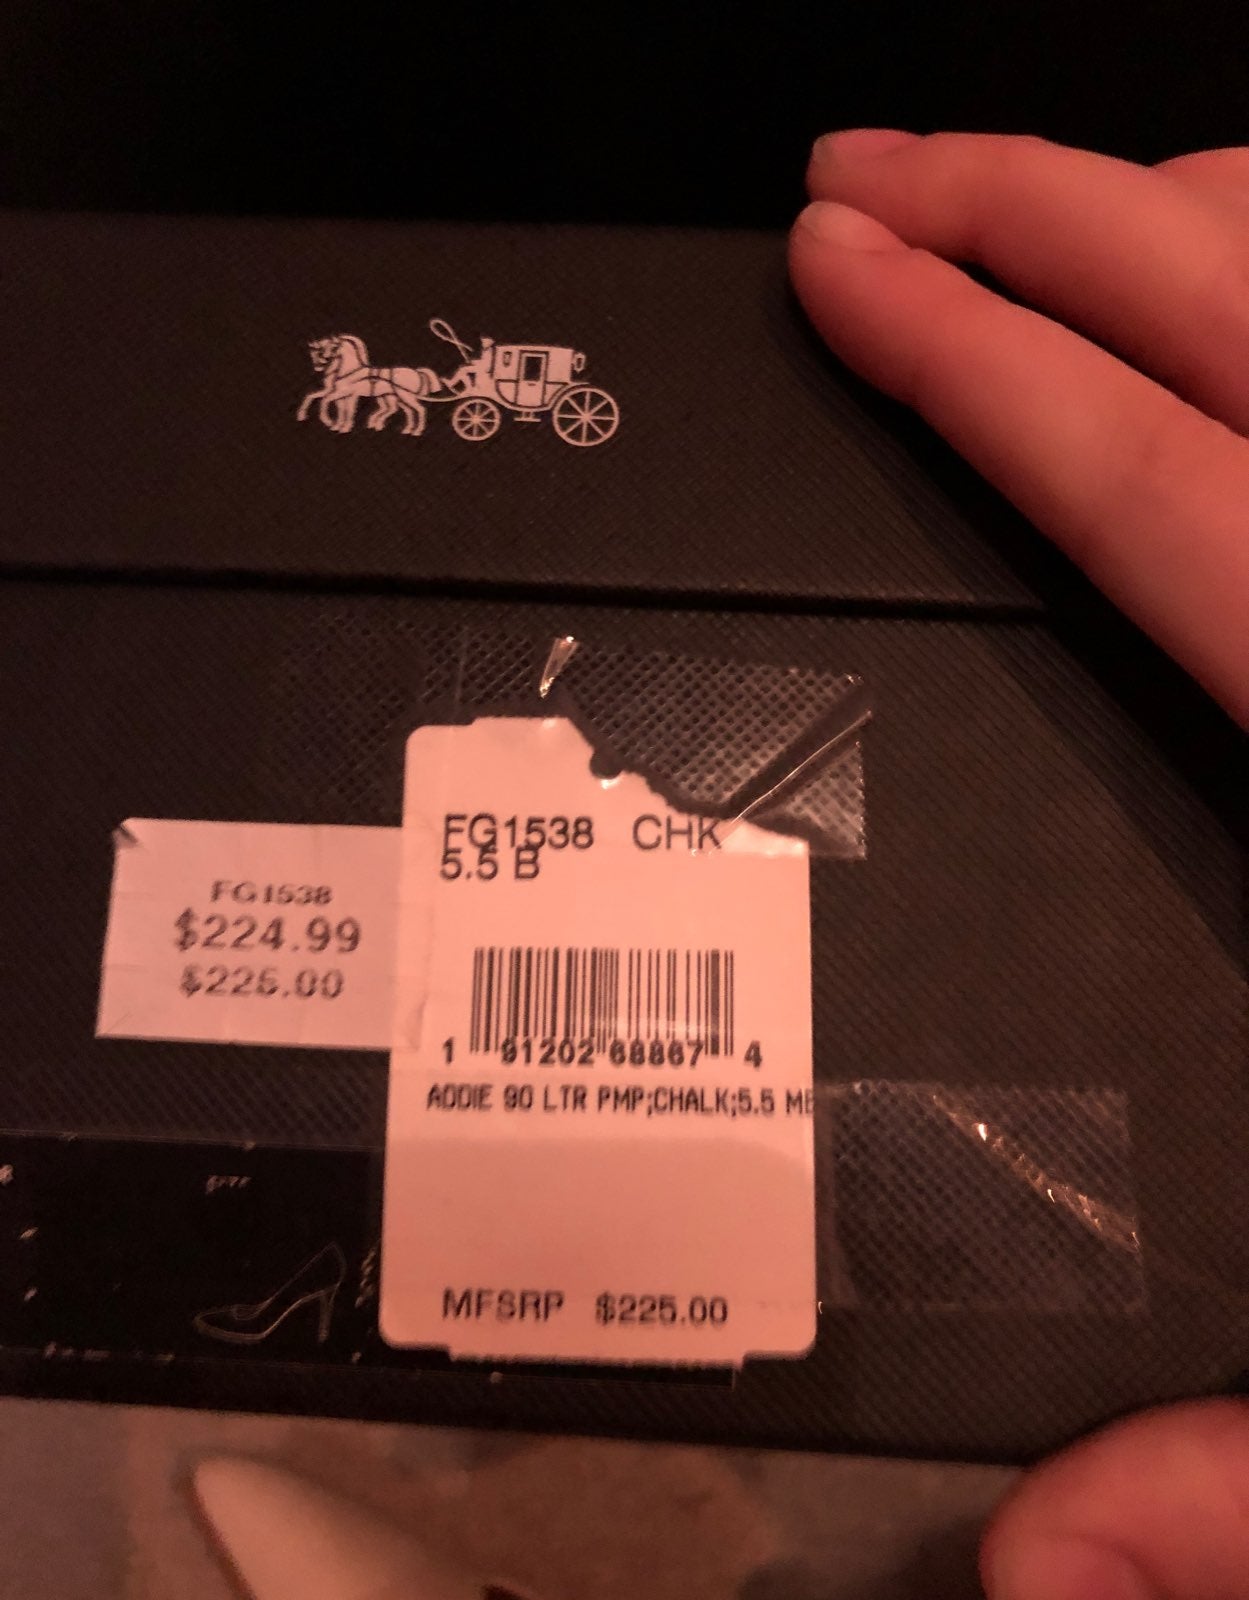 FG1538
$224.99
$225.00
FG1538 CHK
5.5 B
1 91202 68867 4
ADDIE 90 LTR PMP;CHALK;5.5 ME
MFSRP $225.00